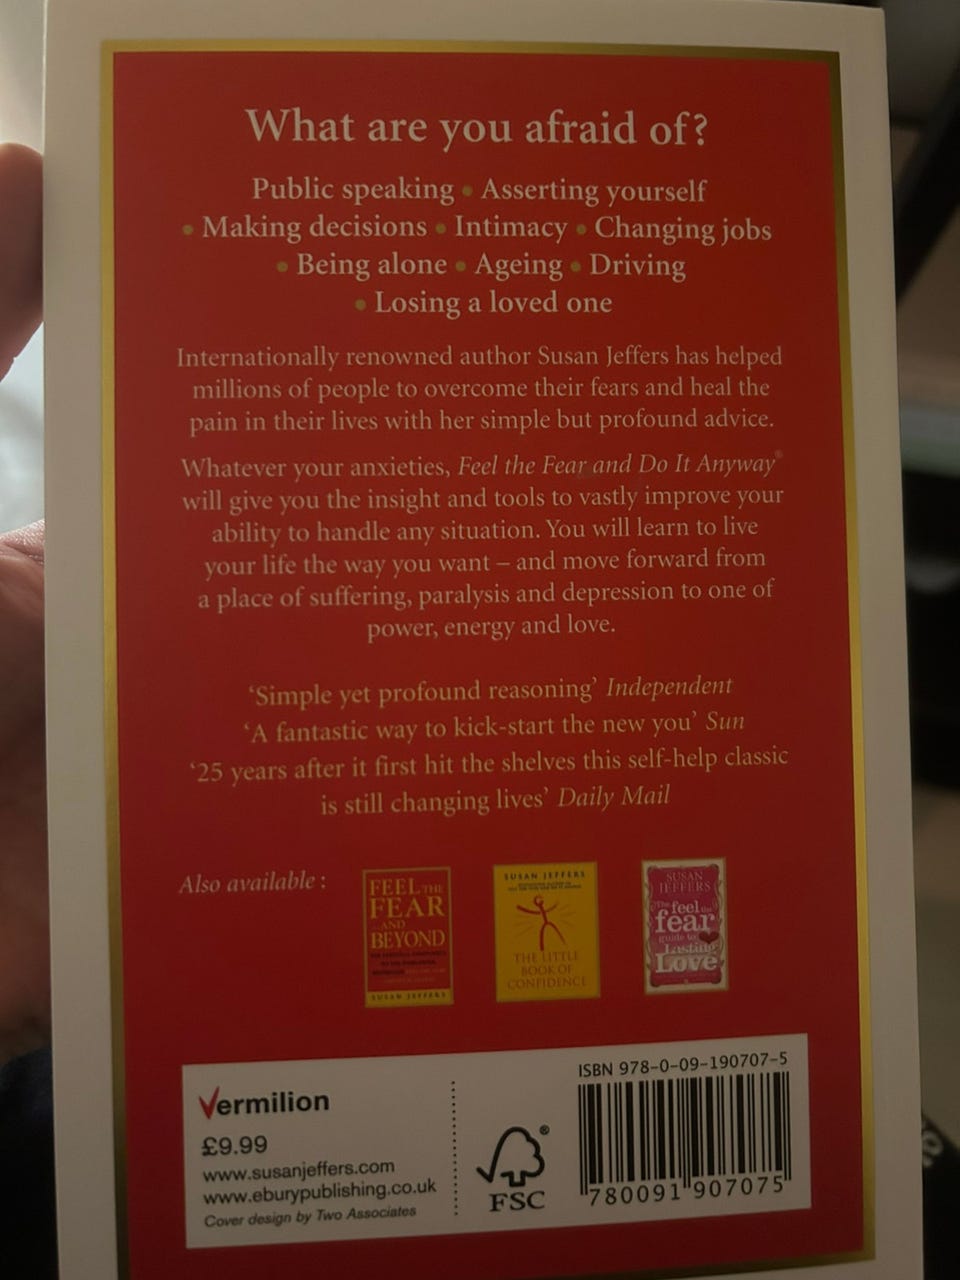 What are you afraid of?
Public speaking • Asserting yourself
• Making decisions • Intimacy • Changing jobs
• Being alone • Ageing • Driving
• Losing a loved one
Internationally renowned author Susan Jeffers has helped
millions of people to overcome their fears and heal the
pain in their lives with her simple but profound advice.
Whatever your anxieties, Feel the Fear and Do It Anyway®
will give you the insight and tools to vastly improve your
ability to handle any situation. You will learn to live
your life the way you want – and move forward from
a place of suffering, paralysis and depression to one of
power, energy and love.
‘Simple yet profound reasoning’ Independent
‘A fantastic way to kick-start the new you’ Sun
‘25 years after it first hit the shelves this self-help classic
is still changing lives’ Daily Mail
Also available :
FEEL THE
FEAR
AND
BEYOND
SUSAN JEFFERS
SUSAN JEFFERS
THE LITTLE
BOOK OF
CONFIDENCE
SUSAN
JEFFERS
The feel the
fear
guide to
Lasting
Love
Vermilion
£9.99
www.susanjeffers.com
www.eburypublishing.co.uk
Cover design by Two Associates
FSC
®
ISBN 978-0-09-190707-5
9 780091 907075